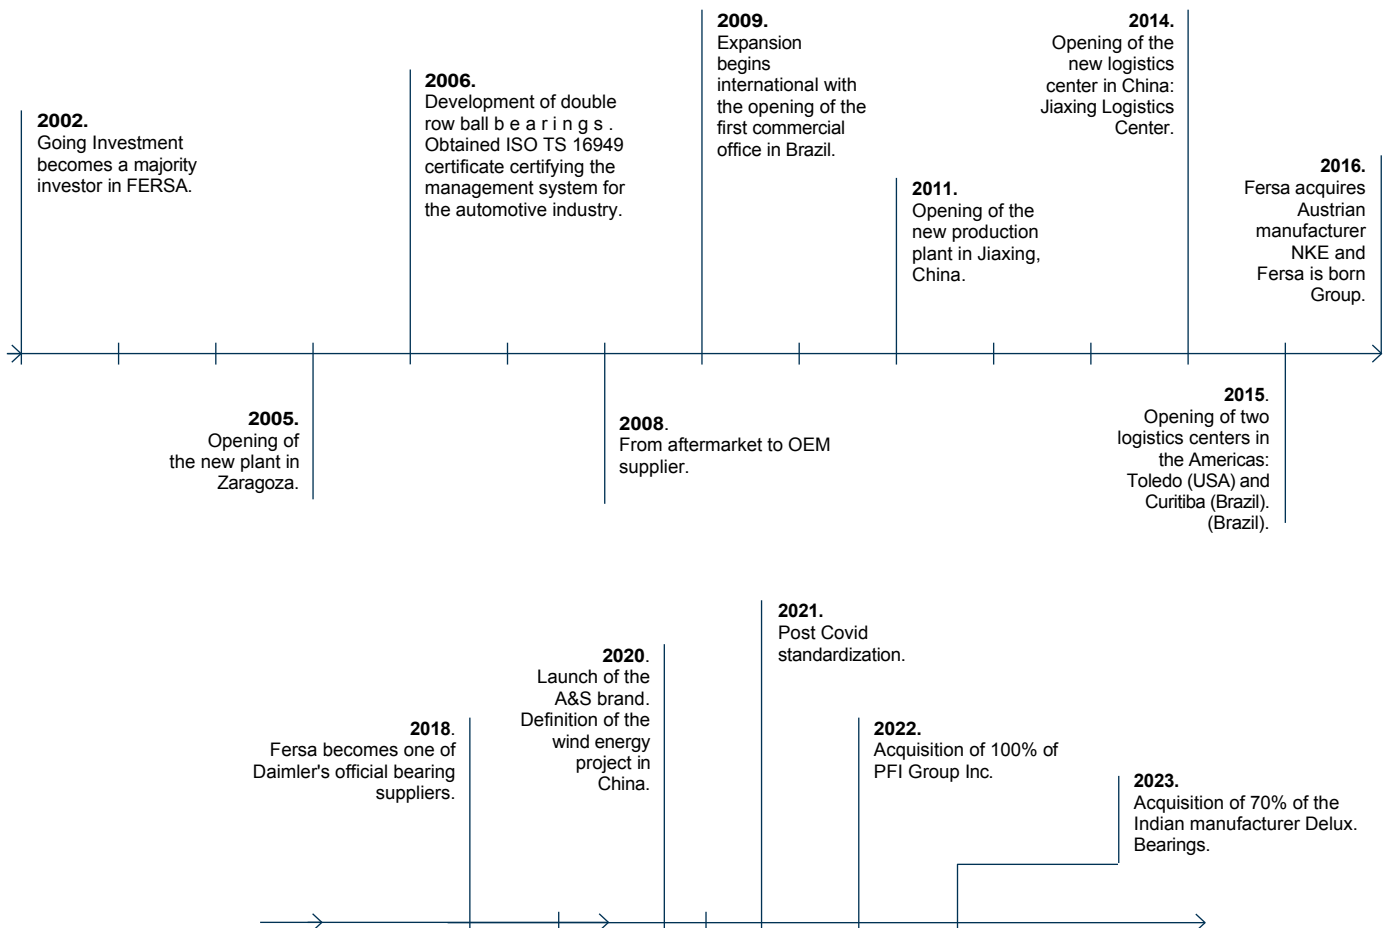 2002.
Going Investment
becomes a majority
investor in FERSA.
2005.
Opening of
the new plant in
Zaragoza.
2006.
Development of double
row ball b e a r i n g s .
Obtained ISO TS 16949
certificate certifying the
management system for
the automotive industry.
2008.
From aftermarket to OEM
supplier.
2009.
Expansion
begins
international with
the opening of the
first commercial
office in Brazil.
2011.
Opening of the
new production
plant in Jiaxing,
China.
2014.
Opening of the
new logistics
center in China:
Jiaxing Logistics
Center.
2015.
Opening of two
logistics centers in
the Americas:
Toledo (USA) and
Curitiba (Brazil).
(Brazil).
2016.
Fersa acquires
Austrian
manufacturer
NKE and
Fersa is born
Group.
2018.
Fersa becomes one of
Daimler's official bearing
suppliers.
2020.
Launch of the
A&S brand.
Definition of the
wind energy
project in
China.
2021.
Post Covid
standardization.
2022.
Acquisition of 100% of
PFI Group Inc.
2023.
Acquisition of 70% of the
Indian manufacturer Delux.
Bearings.